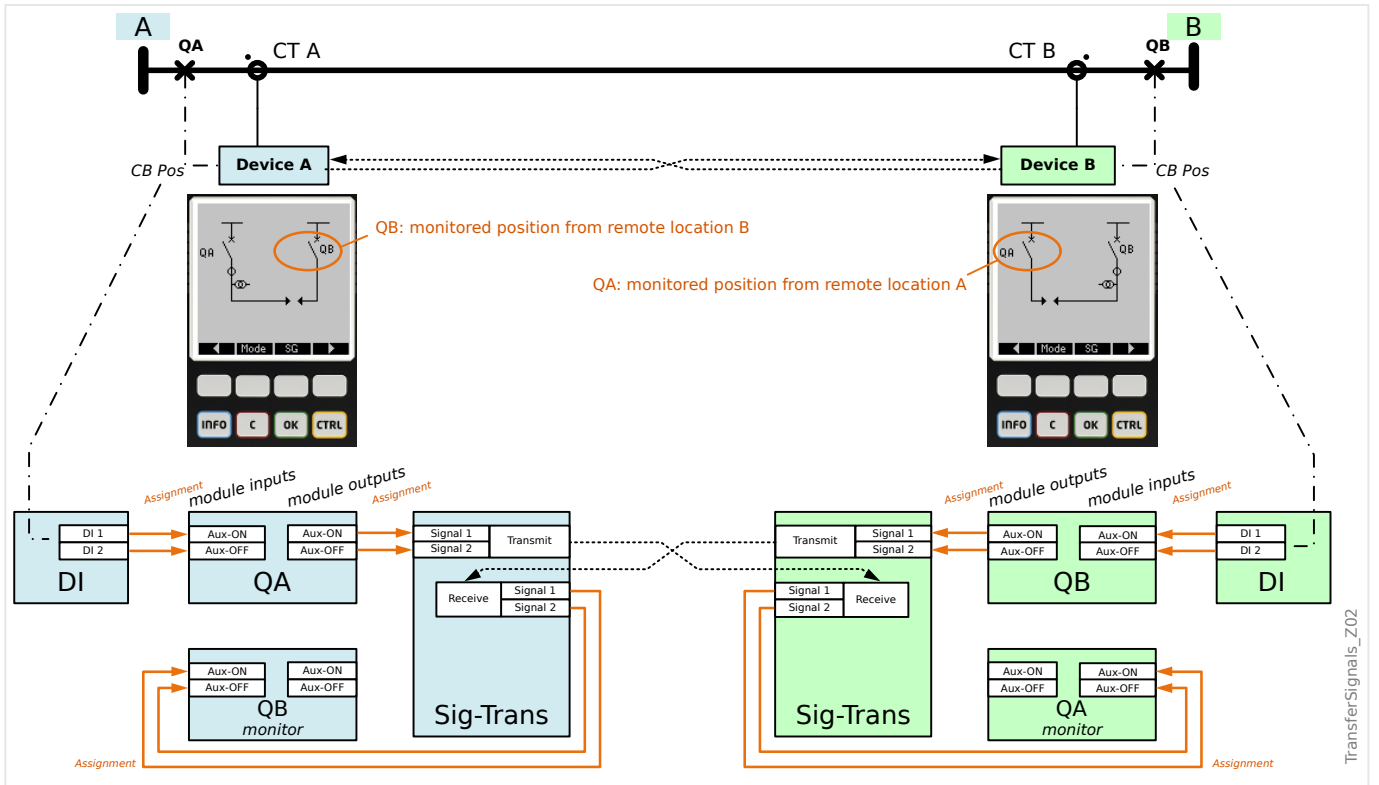 A
B
QA
CT A
CT B
QB
CB Pos
Device A
Device B
CB Pos
QA
QB
Mode
SG
INFO
C
OK
CTRL
QB: monitored position from remote location B
QA: monitored position from remote location A
QA
QB
Mode
SG
INFO
C
OK
CTRL
Assignment
module inputs
module outputs
Assignment
Assignment
module outputs
module inputs
Assignment
DI 1
DI 2
DI
Aux-ON
Aux-OFF
Aux-ON
Aux-OFF
QA
Signal 1
Signal 2
Transmit
Receive
Signal 1
Signal 2
Sig-Trans
Transmit
Signal 1
Signal 2
Signal 1
Signal 2
Receive
Sig-Trans
Aux-ON
Aux-OFF
Aux-ON
Aux-OFF
QB
DI 1
DI 2
DI
Aux-ON
Aux-OFF
Aux-ON
Aux-OFF
QB
monitor
Aux-ON
Aux-OFF
Aux-ON
Aux-OFF
QA
monitor
Assignment
Assignment
TransferSignals_Z02